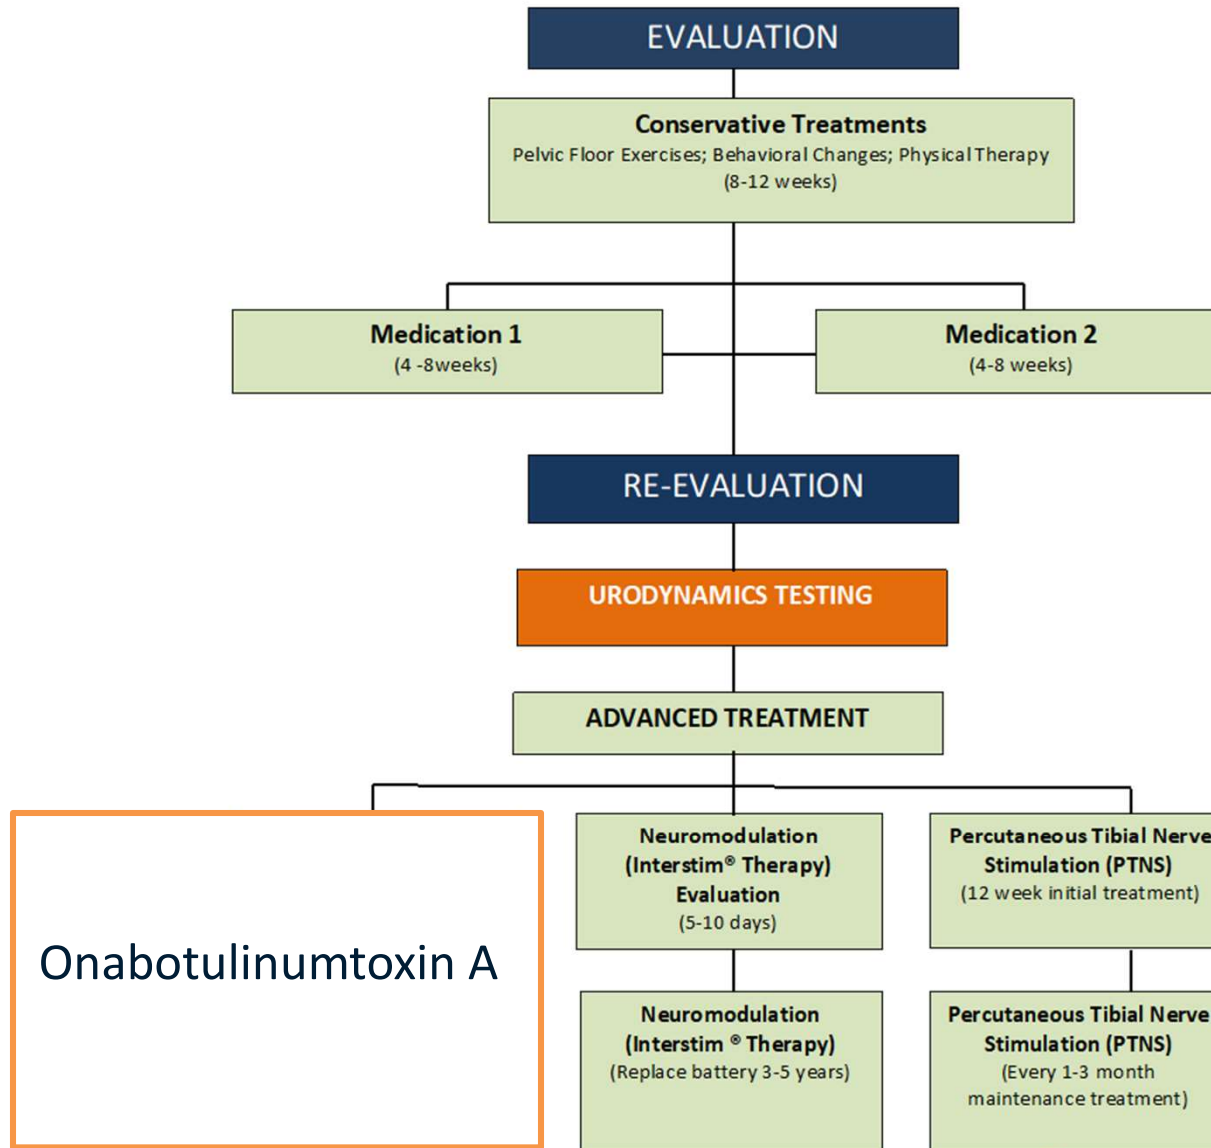 EVALUATION
Conservative Treatments
Pelvic Floor Exercises; Behavioral Changes; Physical Therapy
(8-12 weeks)
Medication 1
(4 -8weeks)
Medication 2
(4-8 weeks)
RE-EVALUATION
URODYNAMICS TESTING
ADVANCED TREATMENT
Onabotulinumtoxin A
Neuromodulation
(Interstim® Therapy)
Evaluation
(5-10 days)
Percutaneous Tibial Nerve
Stimulation (PTNS)
(12 week initial treatment)
Neuromodulation
(Interstim ® Therapy)
(Replace battery 3-5 years)
Percutaneous Tibial Nerve
Stimulation (PTNS)
(Every 1-3 month
maintenance treatment)